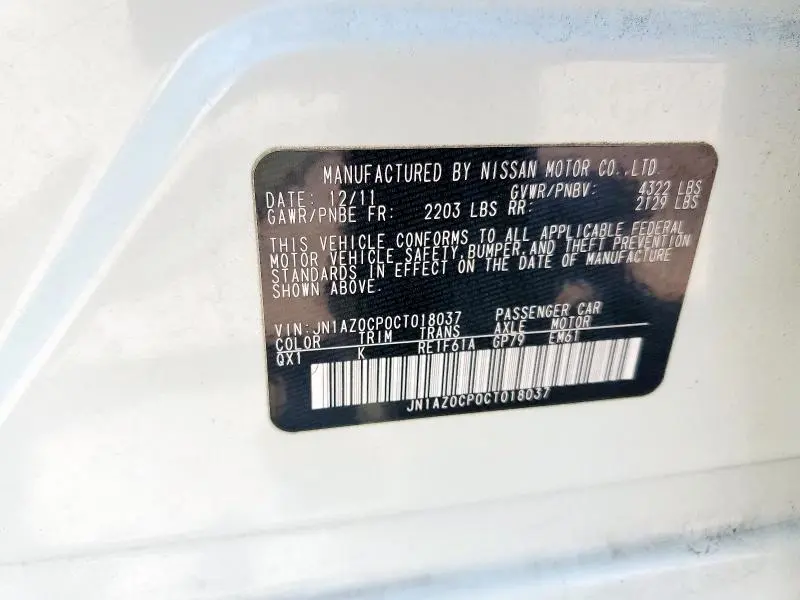 MANUFACTURED BY NISSAN MOTOR CO.,LTD.
DATE: 12/11 GVWR/PNBV: 4322 LBS
GAWR/PNBE FR: 2203 LBS RR: 2129 LBS
THIS VEHICLE CONFORMS TO ALL APPLICABLE FEDERAL
MOTOR VEHICLE SAFETY, BUMPER, AND THEFT PREVENTION
STANDARDS IN EFFECT ON THE DATE OF MANUFACTURE
SHOWN ABOVE.
VIN: JN1AZ0CP0CT018037 PASSENGER CAR
COLOR TRIM TRANS AXLE MOTOR
QX1 K RE1F61A GP79 EM61
JN1AZ0CP0CT018037